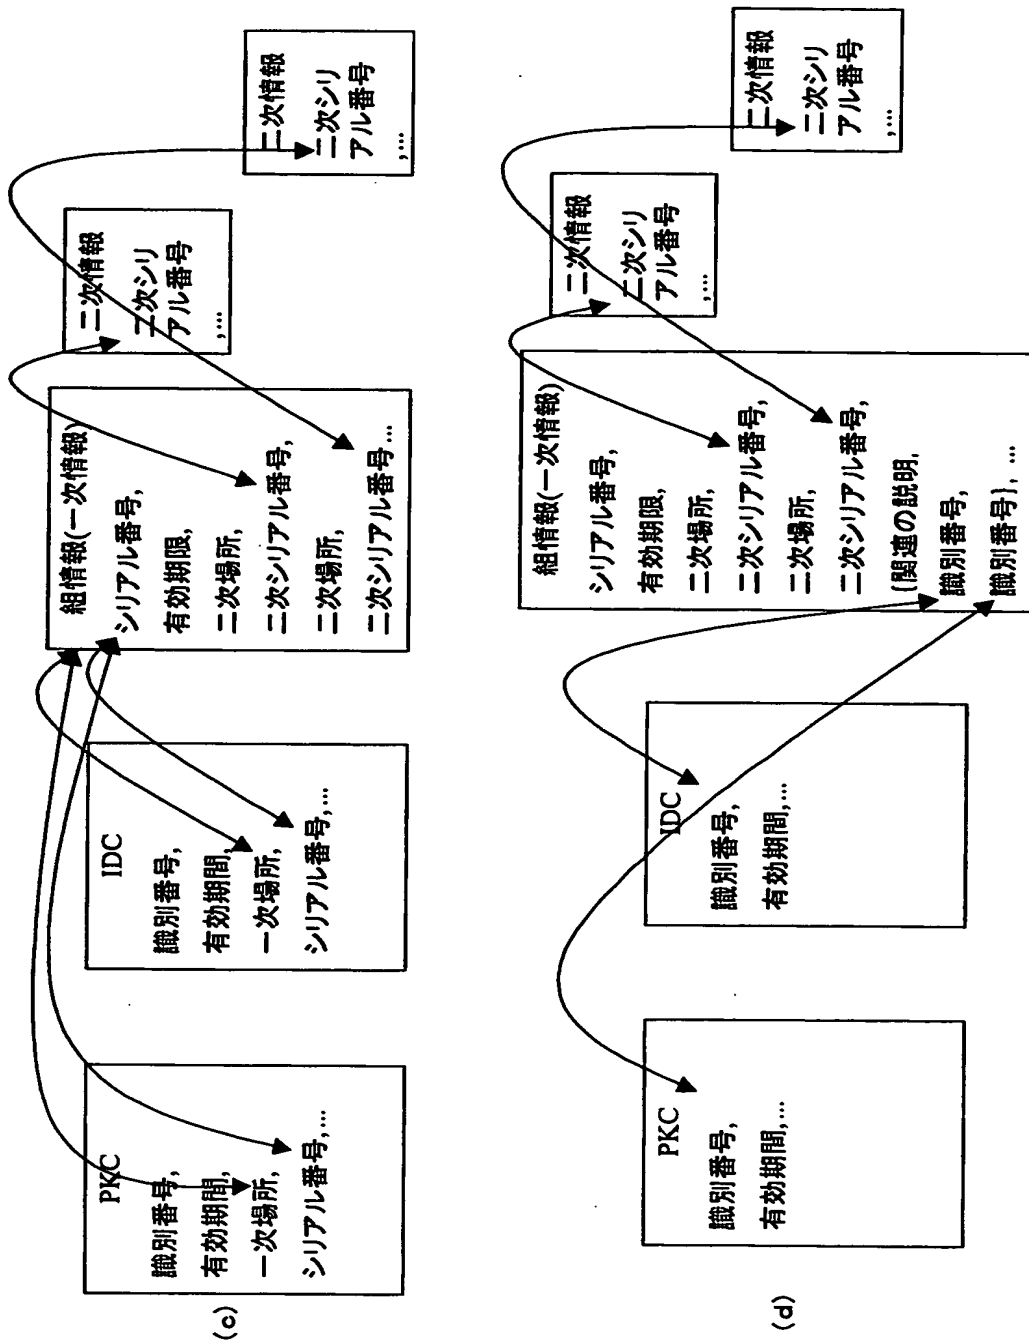 (c)
PKC
識別番号,
有効期間,
一次場所,
シリアル番号,...
IDC
識別番号,
有効期間,
一次場所,
シリアル番号,...
組情報(一次情報)
シリアル番号,
有効期限,
二次場所,
二次シリアル番号,
二次場所,
二次シリアル番号...
二次情報
二次シリ
アル番号
,...
二次情報
二次シリ
アル番号
,...
(d)
PKC
識別番号,
有効期間,...
IDC
識別番号,
有効期間,...
組情報(一次情報)
シリアル番号,
有効期限,
二次場所,
二次シリアル番号,
二次場所,
二次シリアル番号,
{関連の説明,
識別番号,
識別番号}, ...
二次情報
二次シリ
アル番号
,...
二次情報
二次シリ
アル番号
,...